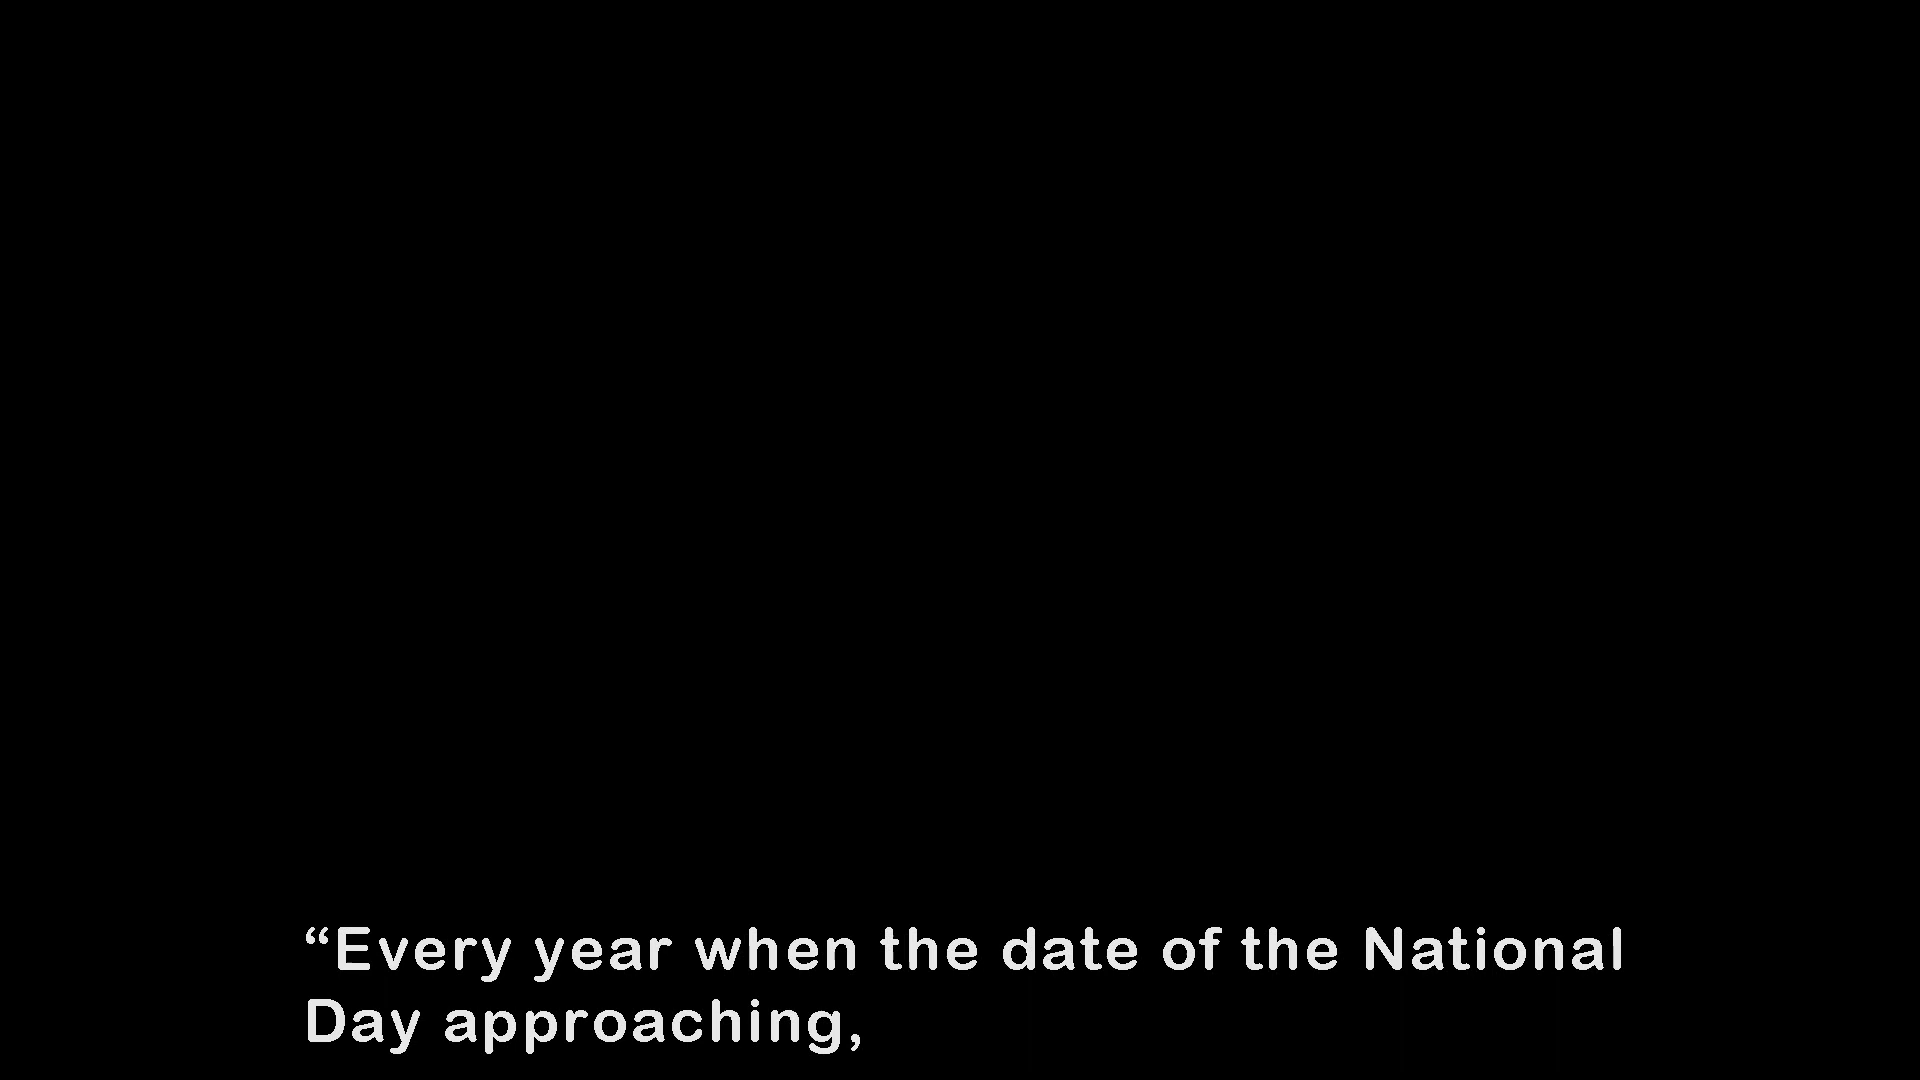 “Every year when the date of the National
Day approaching,